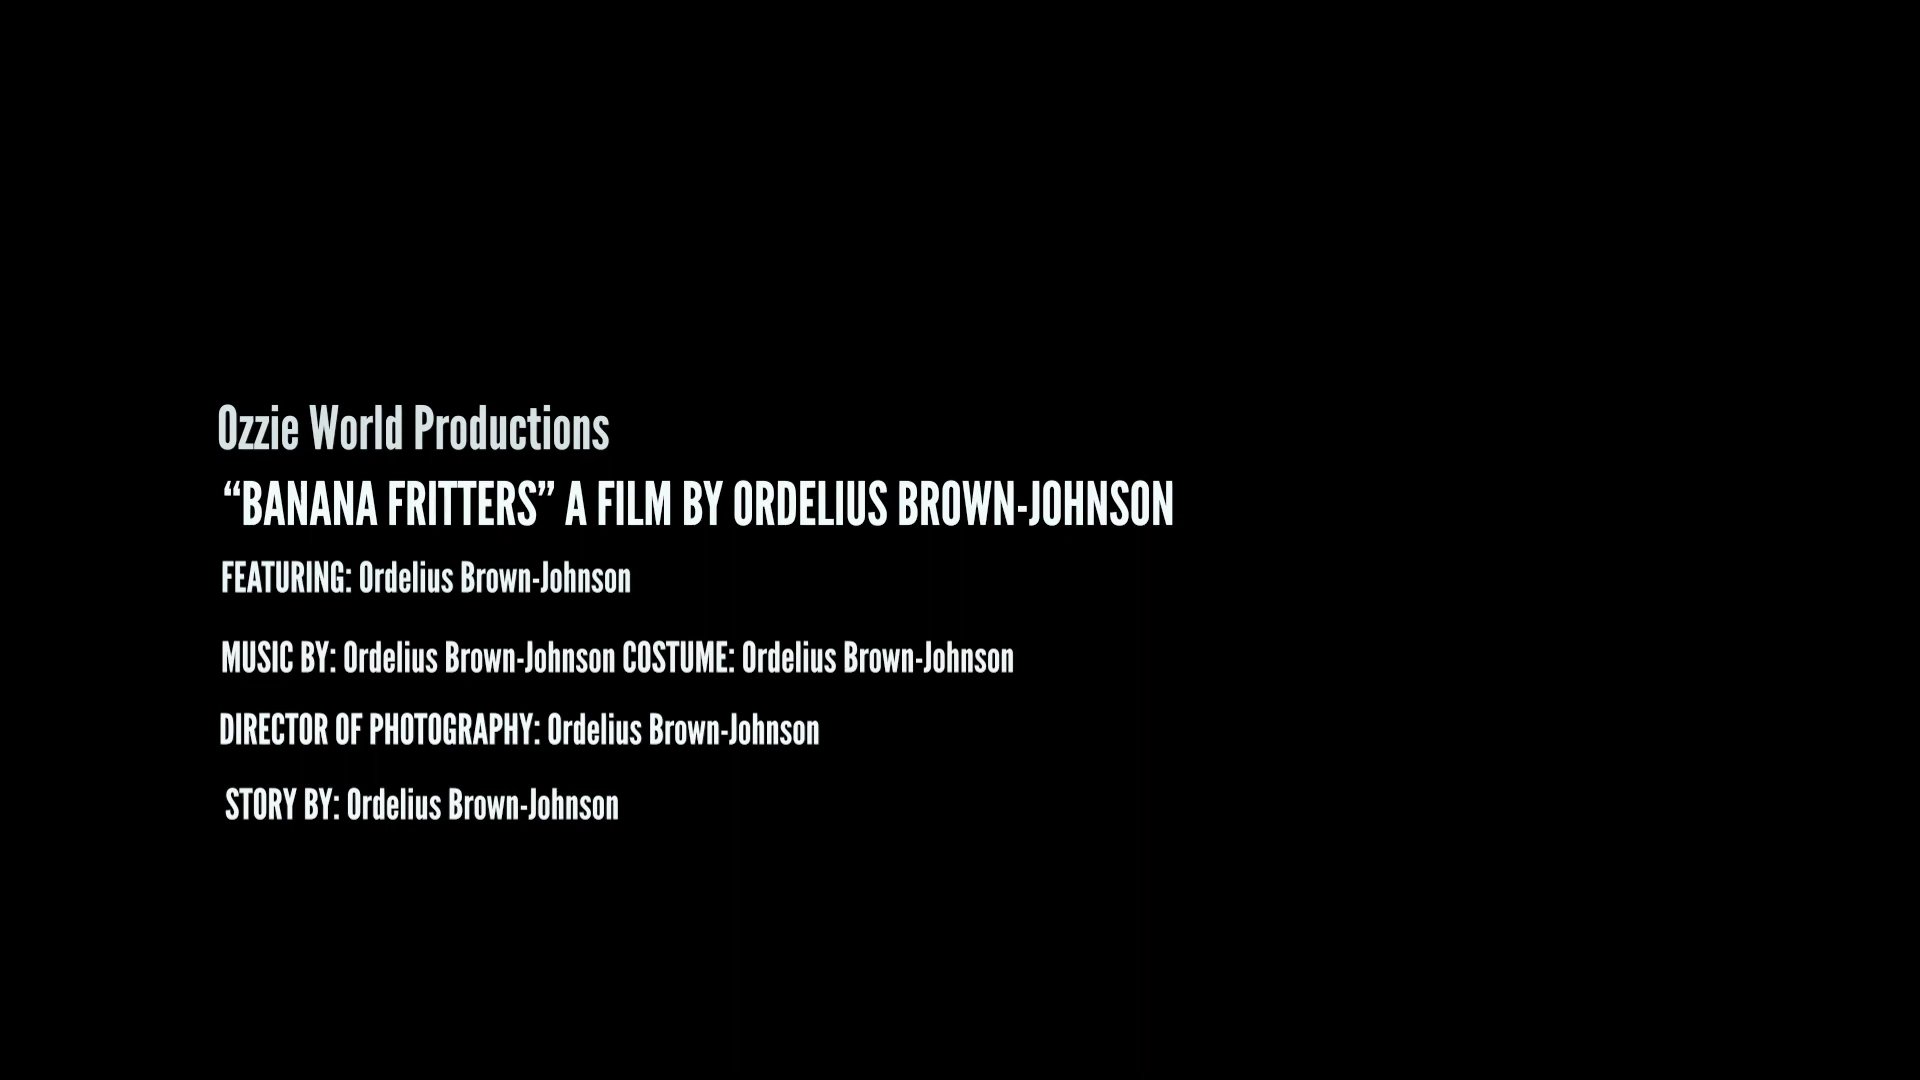 Ozzie World Productions
“BANANA FRITTERS” A FILM BY ORDELIUS BROWN-JOHNSON
FEATURING: Ordelius Brown-Johnson
MUSIC BY: Ordelius Brown-Johnson COSTUME: Ordelius Brown-Johnson
DIRECTOR OF PHOTOGRAPHY: Ordelius Brown-Johnson
STORY BY: Ordelius Brown-Johnson